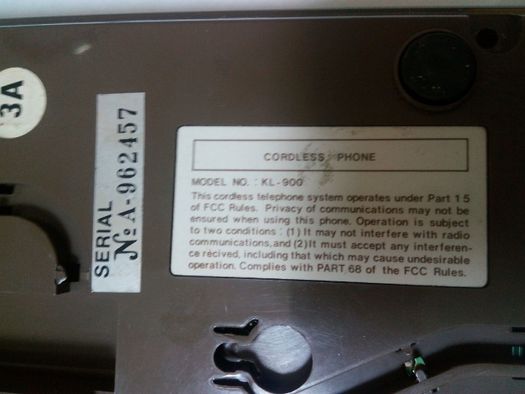 3A
SERIAL
№ A-962457
CORDLESS PHONE
MODEL NO. : KL-900
This cordless telephone system operates under Part 15
of FCC Rules. Privacy of communications may not be
ensured when using this phone. Operation is subject
to two conditions : (1) It may not interfere with radio
communications, and (2) It must accept any interferen-
ce recived, including that which may cause undesirable
operation. Complies with PART 68 of the FCC Rules.